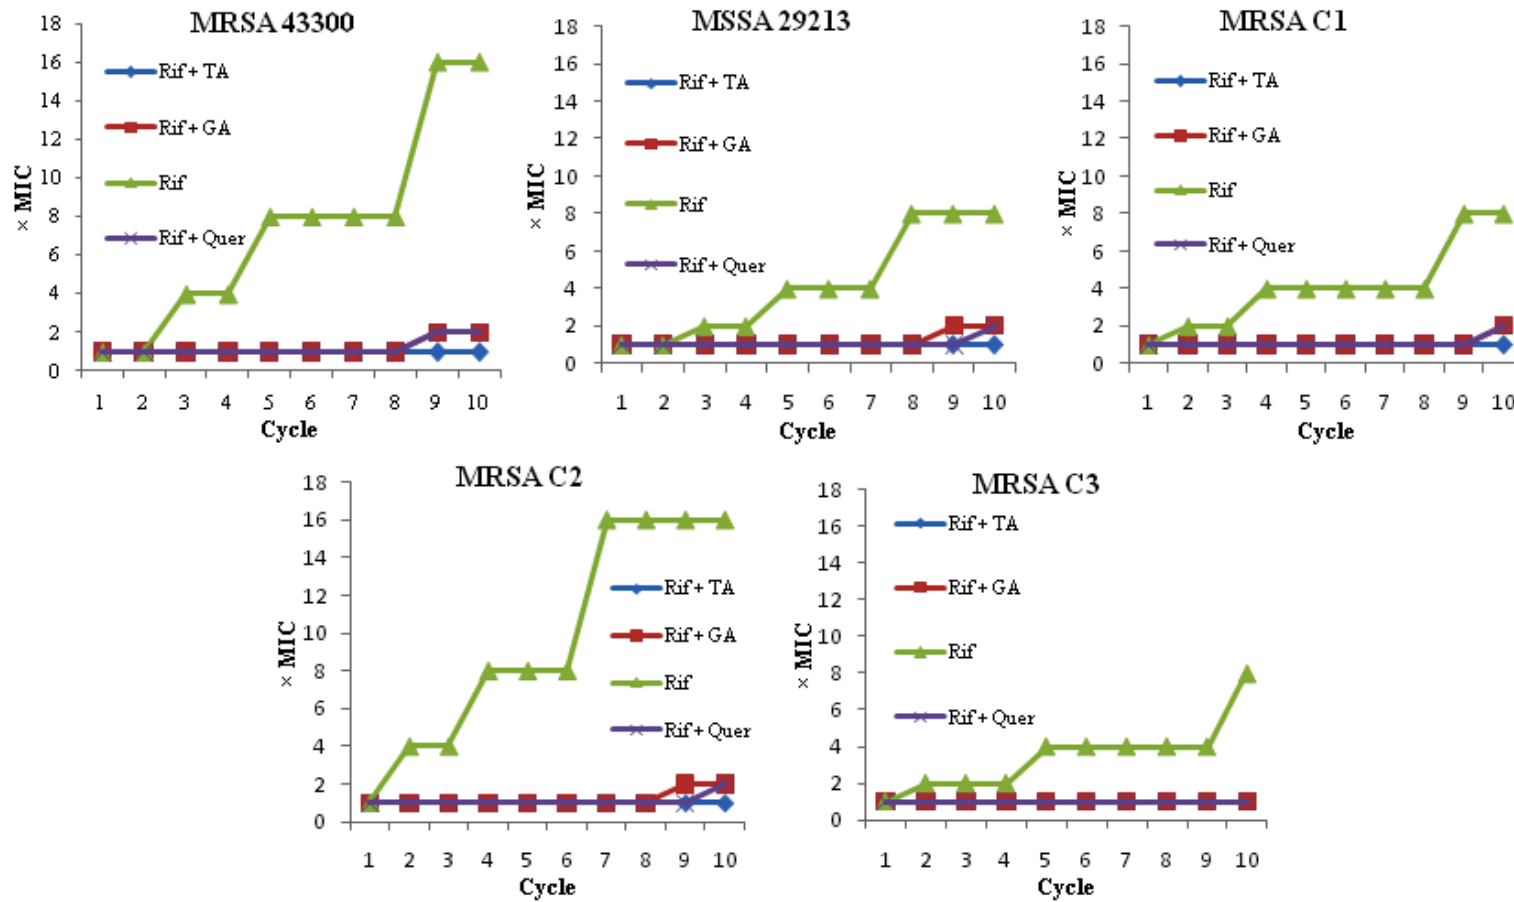 MRSA 43300
18
16
14
12
10
8
6
4
2
0
× MIC
Rif + TA
Rif + GA
Rif
Rif + Quer
1 2 3 4 5 6 7 8 9 10
Cycle
MSSA 29213
18
16
14
12
10
8
6
4
2
0
× MIC
Rif + TA
Rif + GA
Rif
Rif + Quer
1 2 3 4 5 6 7 8 9 10
Cycle
MRSA C1
18
16
14
12
10
8
6
4
2
0
× MIC
Rif + TA
Rif + GA
Rif
Rif + Quer
1 2 3 4 5 6 7 8 9 10
Cycle
MRSA C2
18
16
14
12
10
8
6
4
2
0
× MIC
Rif + TA
Rif + GA
Rif
Rif + Quer
1 2 3 4 5 6 7 8 9 10
Cycle
MRSA C3
18
16
14
12
10
8
6
4
2
0
× MIC
Rif + TA
Rif + GA
Rif
Rif + Quer
1 2 3 4 5 6 7 8 9 10
Cycle